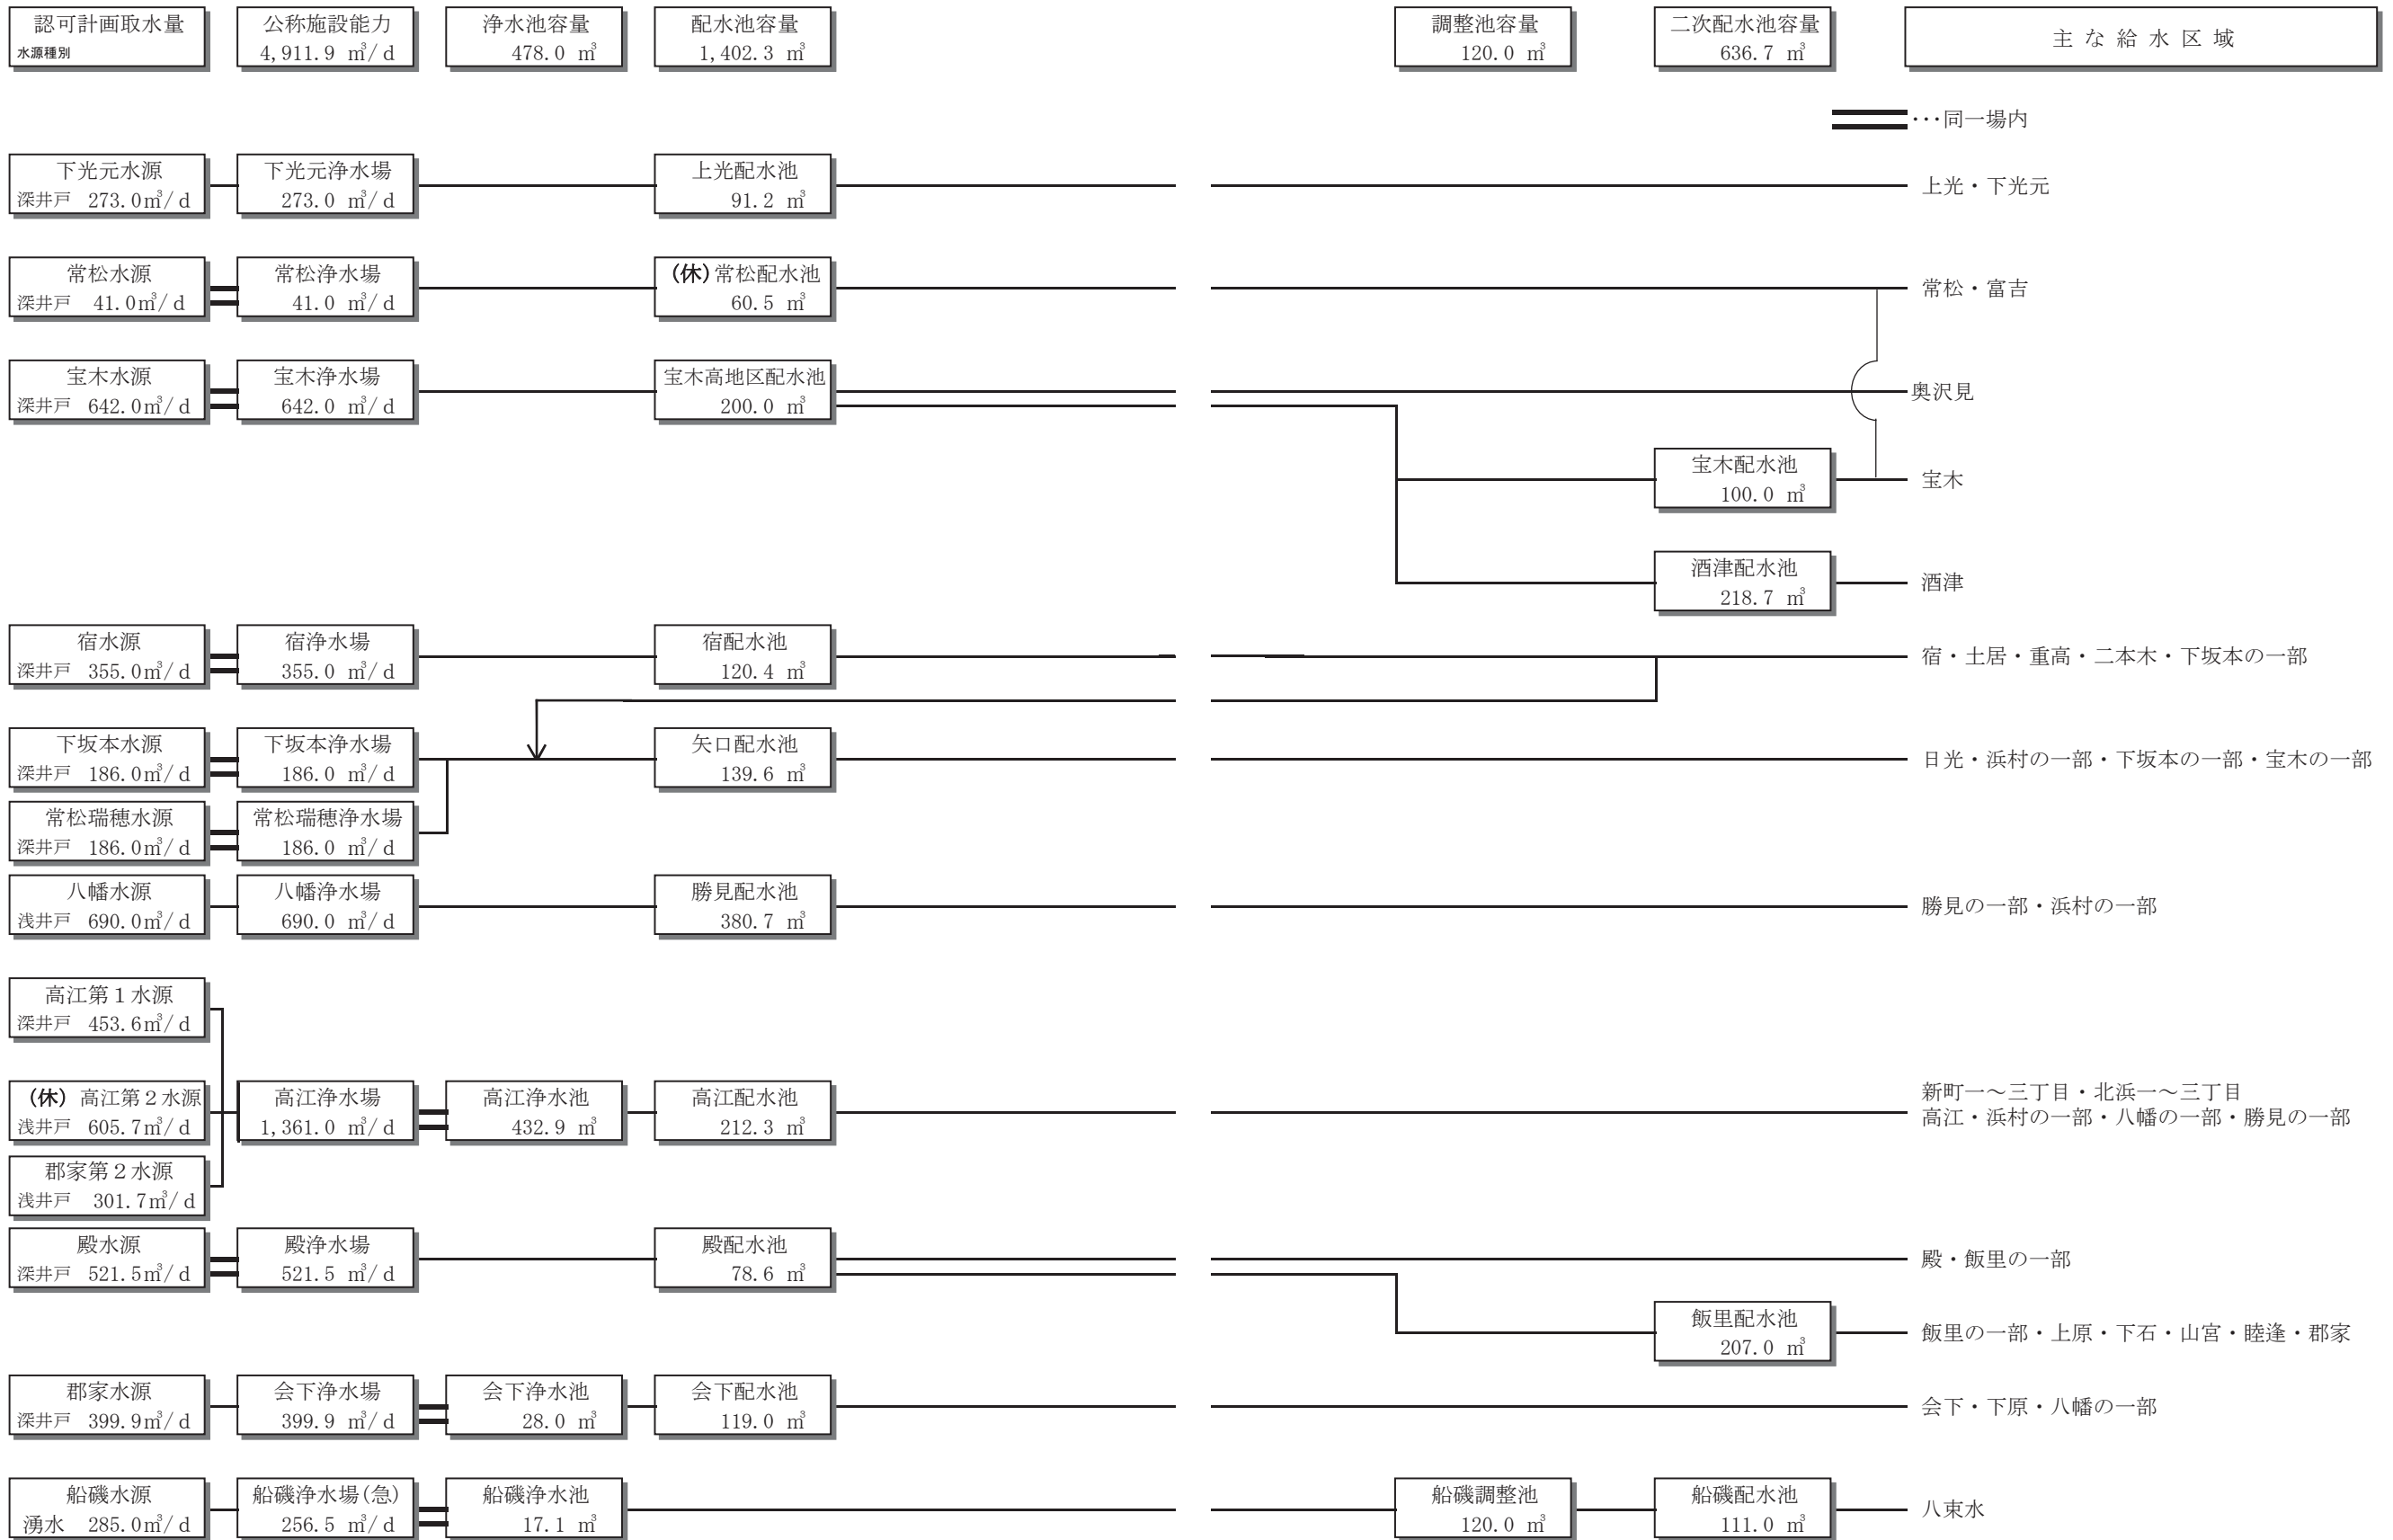 認可計画取水量
水源種別
公称施設能力
4,911.9 m³/d
浄水池容量
478.0 m³
配水池容量
1,402.3 m³
調整池容量
120.0 m³
二次配水池容量
636.7 m³
主な給水区域
…同一場内
下光元水源
深井戸 273.0m³/d
下光元浄水場
273.0 m³/d
上光配水池
91.2 m³
上光・下光元
常松水源
深井戸 41.0m³/d
常松浄水場
41.0 m³/d
(休)常松配水池
60.5 m³
常松・富吉
宝木水源
深井戸 642.0m³/d
宝木浄水場
642.0 m³/d
宝木高地区配水池
200.0 m³
奥沢見
宝木配水池
100.0 m³
宝木
酒津配水池
218.7 m³
酒津
宿水源
深井戸 355.0m³/d
宿浄水場
355.0 m³/d
宿配水池
120.4 m³
宿・土居・重高・二本木・下坂本の一部
下坂本水源
深井戸 186.0m³/d
下坂本浄水場
186.0 m³/d
矢口配水池
139.6 m³
日光・浜村の一部・下坂本の一部・宝木の一部
常松瑞穂水源
深井戸 186.0m³/d
常松瑞穂浄水場
186.0 m³/d
八幡水源
浅井戸 690.0m³/d
八幡浄水場
690.0 m³/d
勝見配水池
380.7 m³
勝見の一部・浜村の一部
高江第1水源
深井戸 453.6m³/d
(休) 高江第2水源
浅井戸 605.7m³/d
高江浄水場
1,361.0 m³/d
高江浄水池
432.9 m³
高江配水池
212.3 m³
新町一~三丁目・北浜一~三丁目
高江・浜村の一部・八幡の一部・勝見の一部
郡家第2水源
浅井戸 301.7m³/d
殿水源
深井戸 521.5m³/d
殿浄水場
521.5 m³/d
殿配水池
78.6 m³
殿・飯里の一部
飯里配水池
207.0 m³
飯里の一部・上原・下石・山宮・睦逢・郡家
郡家水源
深井戸 399.9m³/d
会下浄水場
399.9 m³/d
会下浄水池
28.0 m³
会下配水池
119.0 m³
会下・下原・八幡の一部
船磯水源
湧水 285.0m³/d
船磯浄水場(急)
256.5 m³/d
船磯浄水池
17.1 m³
船磯調整池
120.0 m³
船磯配水池
111.0 m³
八束水